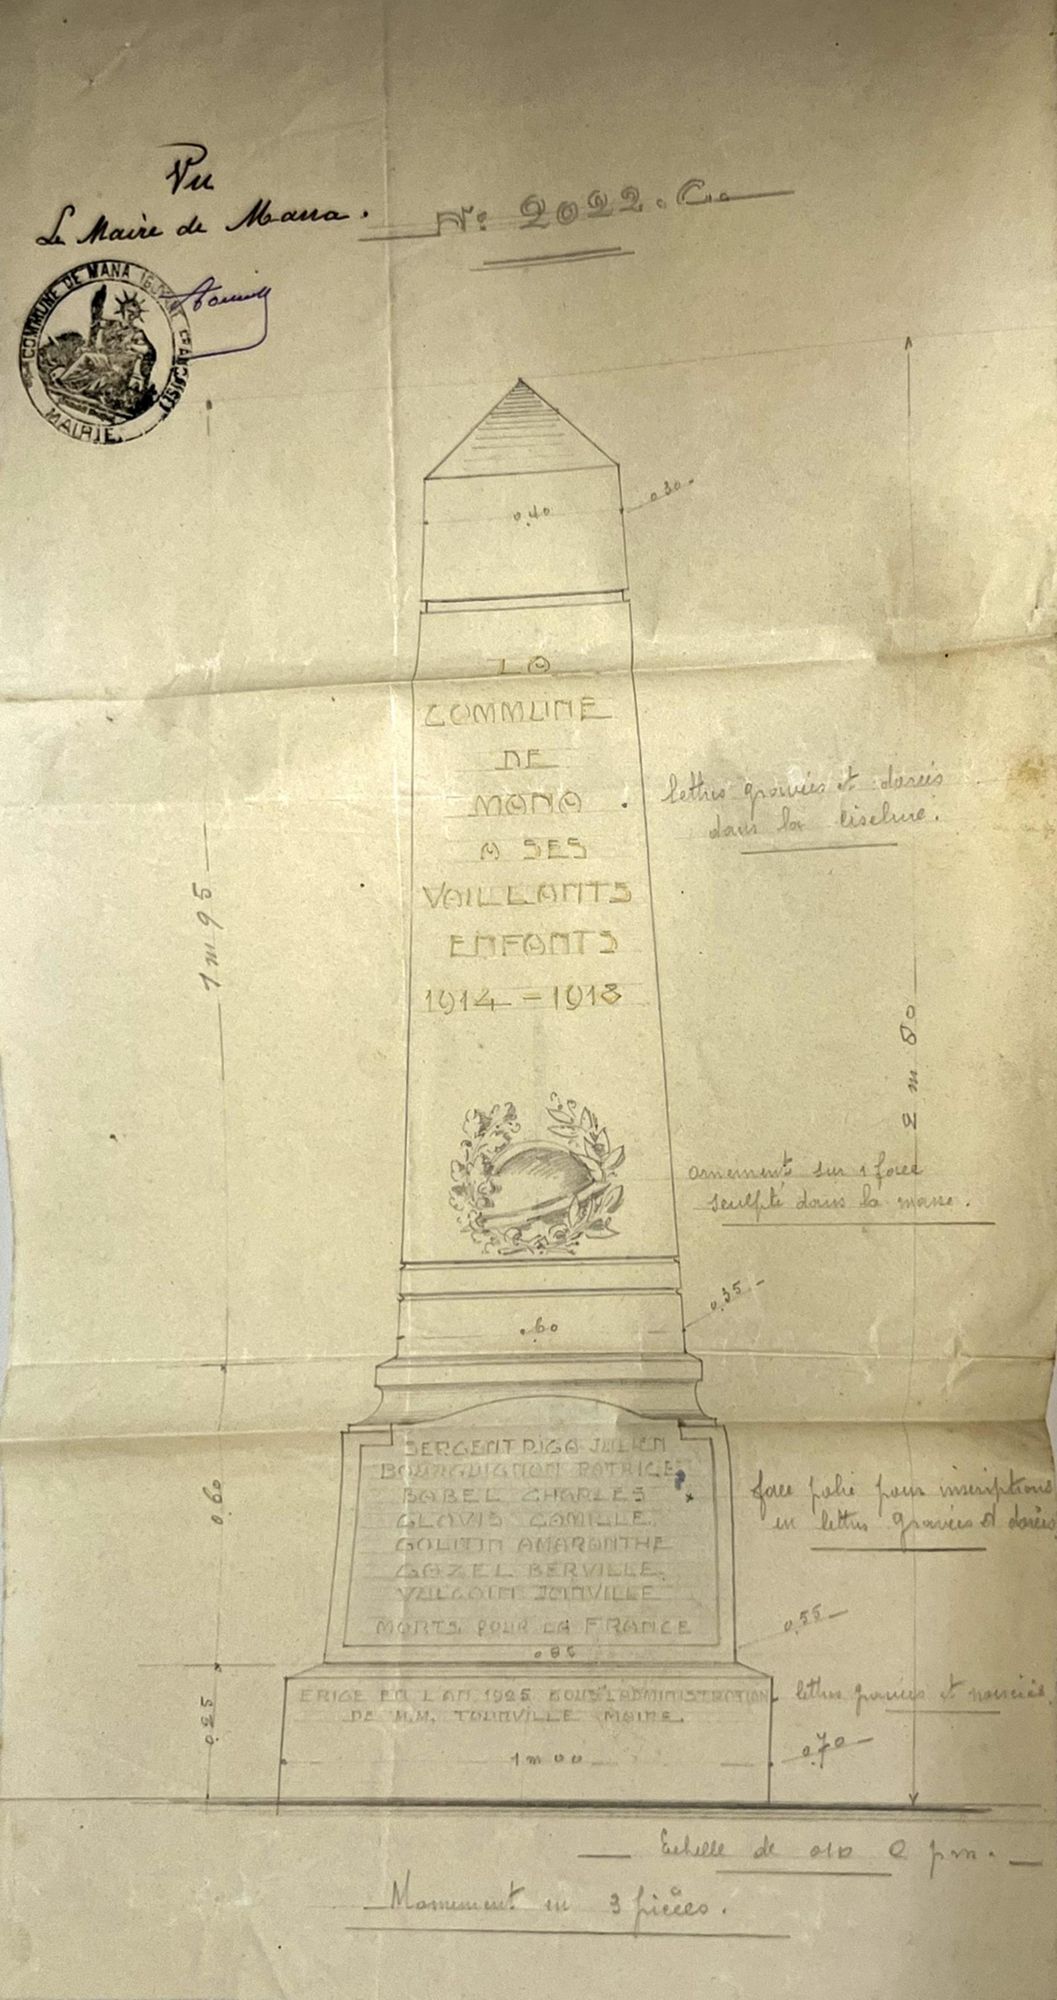 Vu
Le Maire de Mana.
N: 2022. C.
COMMUNE DE MANA
MAIRIE
0.40
0.30
LA
COMMUNE
DE
MANA
A SES
VAILLANTS
ENFANTS
1914 - 1918
lettres gravées et dorées
dans la ciselure.
1 m 95
2 m 80
ornement sur 1 face
sculpté dans la masse.
0.35
.60
SERGENT RIGA JULIEN
BOURGUIGNON PATRICE
BABEL CHARLES
CLOVIS CAMILLE
GOLITIN AMARANTHE
GAZEL BERVILLE
VULCAIN JOINVILLE
MORTS POUR LA FRANCE
face polie pour inscriptions
en lettres gravées et dorées
0.60
0.55
0.85
ERIGE EN L'AN 1925 SOUS L'ADMINISTRATION
DE M.M. TOURVILLE MAIRE.
lettres gravées et noircies
0.25
1 m 00
0.70
Echelle de 0.10 c p m.
Monument en 3 pièces.